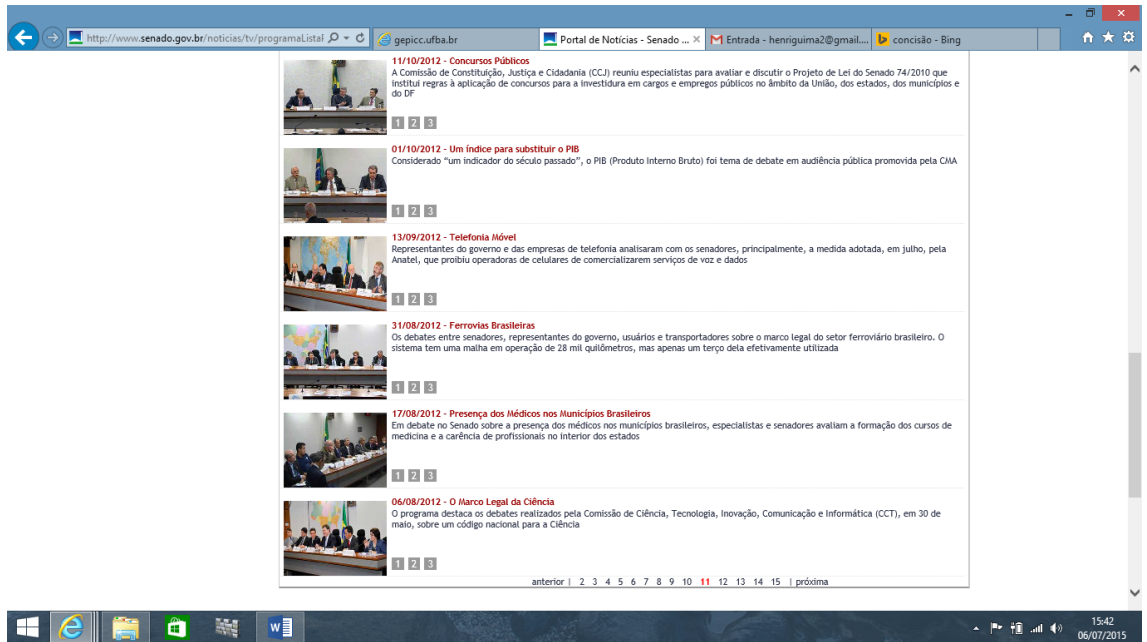 http://www.senado.gov.br/noticias/tv/programaListaI
gepicc.ufba.br
Portal de Notícias - Senado ...
Entrada - henriguima2@gmail....
concisão - Bing
11/10/2012 - Concursos Públicos
A Comissão de Constituição, Justiça e Cidadania (CCJ) reuniu especialistas para avaliar e discutir o Projeto de Lei do Senado 74/2010 que
institui regras à aplicação de concursos para a investidura em cargos e empregos públicos no âmbito da União, dos estados, dos municípios e
do DF
1 2 3
01/10/2012 - Um índice para substituir o PIB
Considerado “um indicador do século passado”, o PIB (Produto Interno Bruto) foi tema de debate em audiência pública promovida pela CMA
1 2 3
13/09/2012 - Telefonia Móvel
Representantes do governo e das empresas de telefonia analisaram com os senadores, principalmente, a medida adotada, em julho, pela
Anatel, que proibiu operadoras de celulares de comercializarem serviços de voz e dados
1 2 3
31/08/2012 - Ferrovias Brasileiras
Os debates entre senadores, representantes do governo, usuários e transportadores sobre o marco legal do setor ferroviário brasileiro. O
sistema tem uma malha em operação de 28 mil quilômetros, mas apenas um terço dela efetivamente utilizada
1 2 3
17/08/2012 - Presença dos Médicos nos Municípios Brasileiros
Em debate no Senado sobre a presença dos médicos nos municípios brasileiros, especialistas e senadores avaliam a formação dos cursos de
medicina e a carência de profissionais no interior dos estados
1 2 3
06/08/2012 - O Marco Legal da Ciência
O programa destaca os debates realizados pela Comissão de Ciência, Tecnologia, Inovação, Comunicação e Informática (CCT), em 30 de
maio, sobre um código nacional para a Ciência
1 2 3
anterior | 2 3 4 5 6 7 8 9 10 11 12 13 14 15 | próxima
15:42
06/07/2015